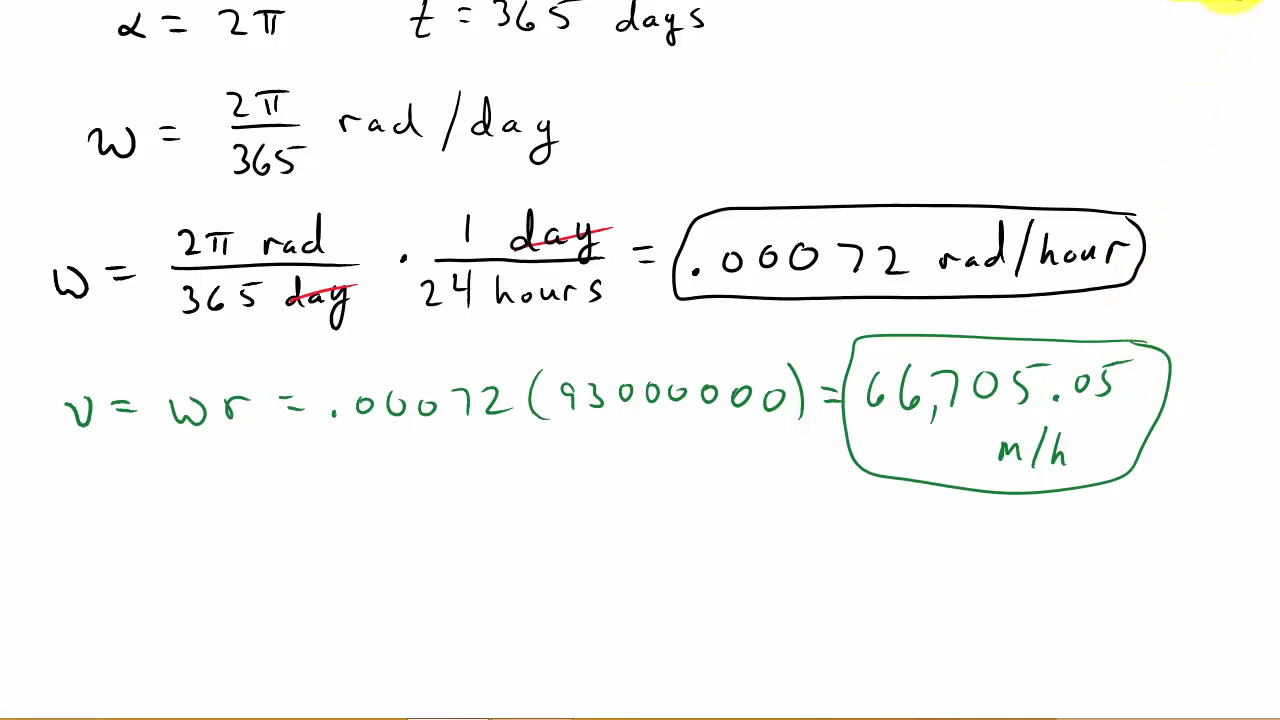 α = 2π t = 365 days
w = 2π/365 rad/day
w = 2π rad/365 day · 1 day/24 hours = .00072 rad/hour
v = wr = .00072(93000000) = 66,705.05
m/h